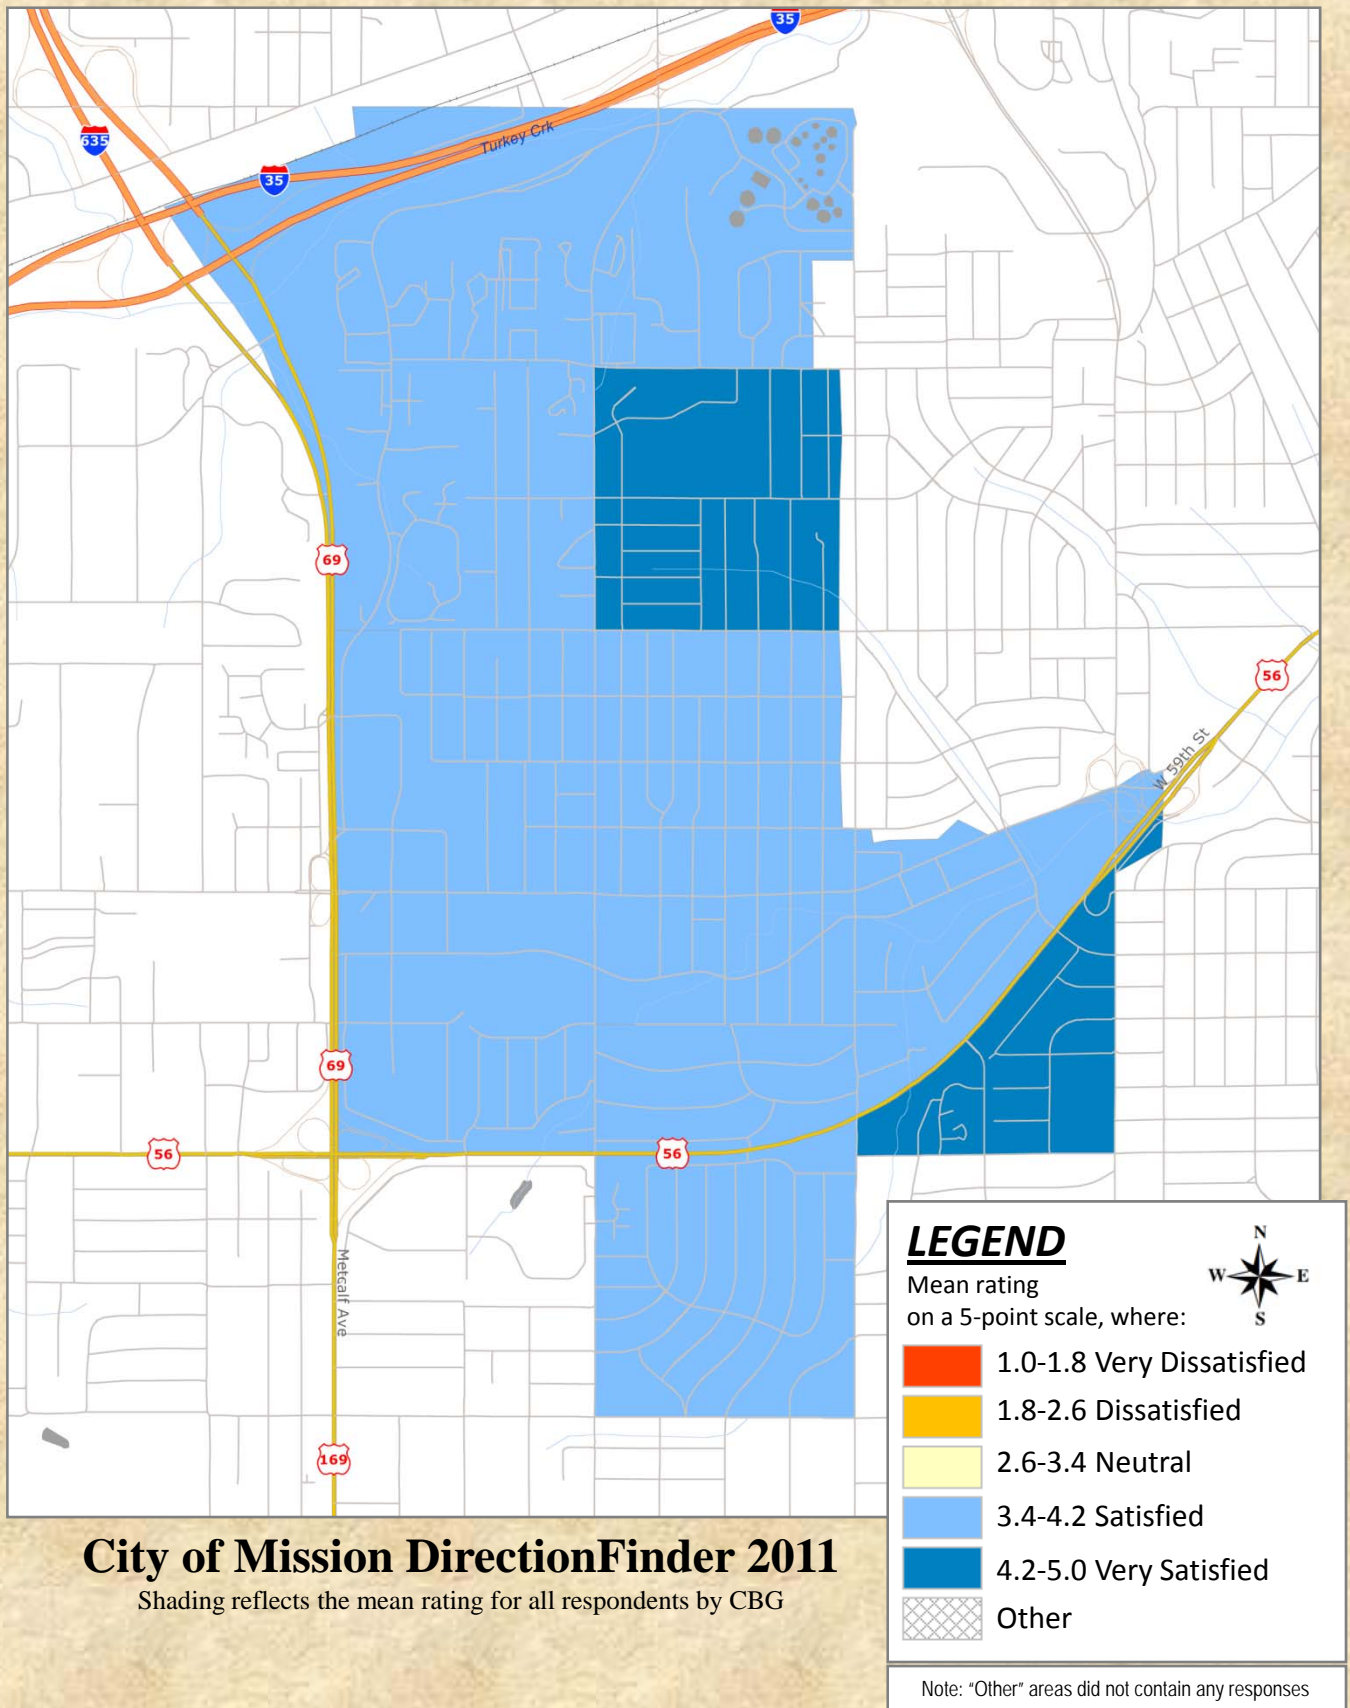 35
635
Turkey Crk
35
69
56
W 59th St
69
56
56
Metcalf Ave
169
LEGEND
N
W E
S
Mean rating
on a 5-point scale, where:
1.0-1.8 Very Dissatisfied
1.8-2.6 Dissatisfied
2.6-3.4 Neutral
3.4-4.2 Satisfied
4.2-5.0 Very Satisfied
Other
City of Mission DirectionFinder 2011
Shading reflects the mean rating for all respondents by CBG
Note: "Other" areas did not contain any responses